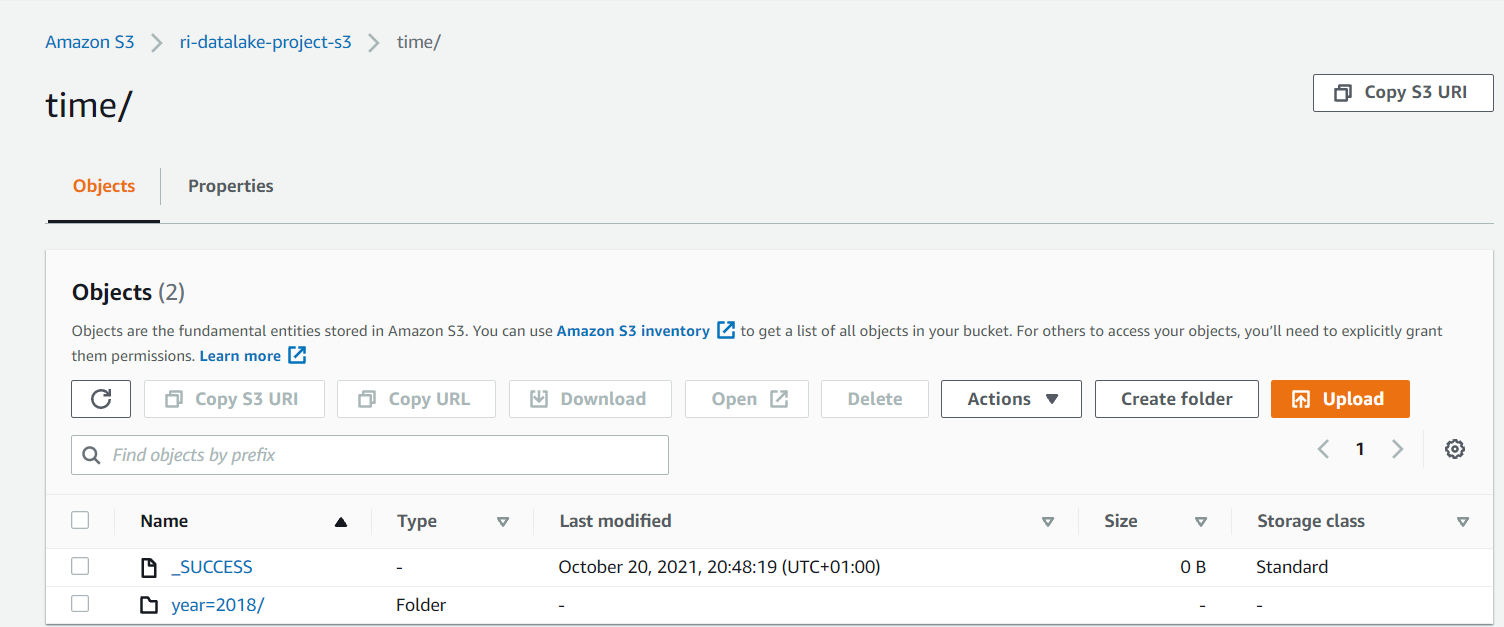 Amazon S3 > ri-datalake-project-s3 > time/
time/
Copy S3 URI
Objects Properties
Objects (2)
Objects are the fundamental entities stored in Amazon S3. You can use Amazon S3 inventory to get a list of all objects in your bucket. For others to access your objects, you'll need to explicitly grant
them permissions. Learn more
Copy S3 URI Copy URL Download Open Delete Actions Create folder Upload
Find objects by prefix
1
Name Type Last modified Size Storage class
_SUCCESS - October 20, 2021, 20:48:19 (UTC+01:00) 0 B Standard
year=2018/ Folder - - -